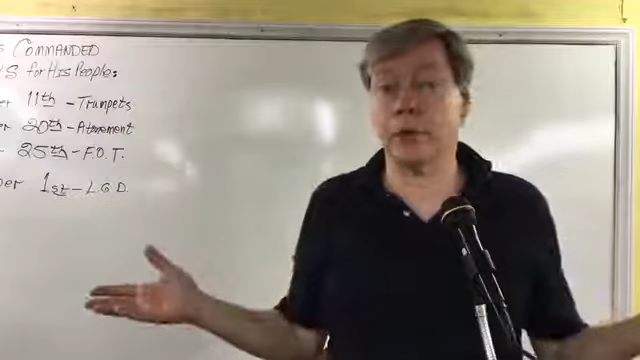 COMMANDED
for His People:
11th - Trumpets
20th - Atonement
25th - F.O.T.
1st - L.G.D.